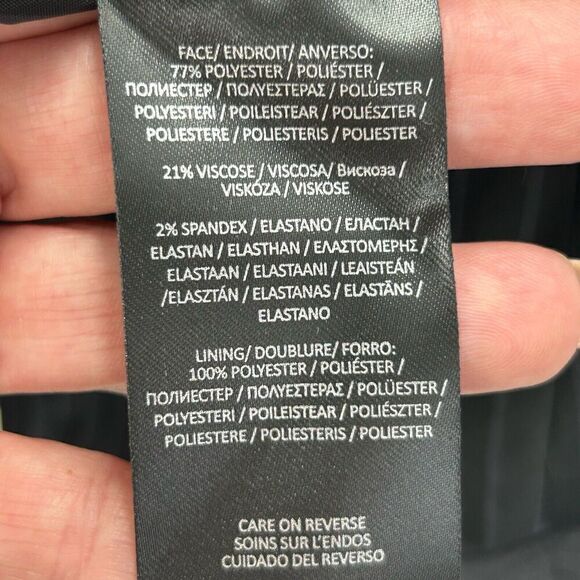 FACE/ ENDROIT/ ANVERSO:
77% POLYESTER / POLIÉSTER /
ПОЛИЕСТЕР / ΠΟΛΥΕΣΤΕΡΑΣ / POLÜESTER /
POLYESTERI / POILEISTEAR / POLIÉSZTER /
POLIESTERE / POLIESTERIS / POLIESTER
21% VISCOSE / VISCOSA/ Вискоза /
VISKÓZA / VISKOSE
2% SPANDEX / ELASTANO / ЕЛАСТАН /
ELASTAN / ELASTHAN / ΕΛΑΣΤΟΜΕΡΗΣ /
ELASTAAN / ELASTAANI / LEAISTEÁN
/ELASZTÁN / ELASTANAS / ELASTĀNS /
ELASTANO
LINING/ DOUBLURE/ FORRO:
100% POLYESTER / POLIÉSTER /
ПОЛИЕСТЕР / ΠΟΛΥΕΣΤΕΡΑΣ / POLÜESTER /
POLYESTERI / POILEISTEAR / POLIÉSZTER /
POLIESTERE / POLIESTERIS / POLIESTER
CARE ON REVERSE
SOINS SUR L'ENDOS
CUIDADO DEL REVERSO